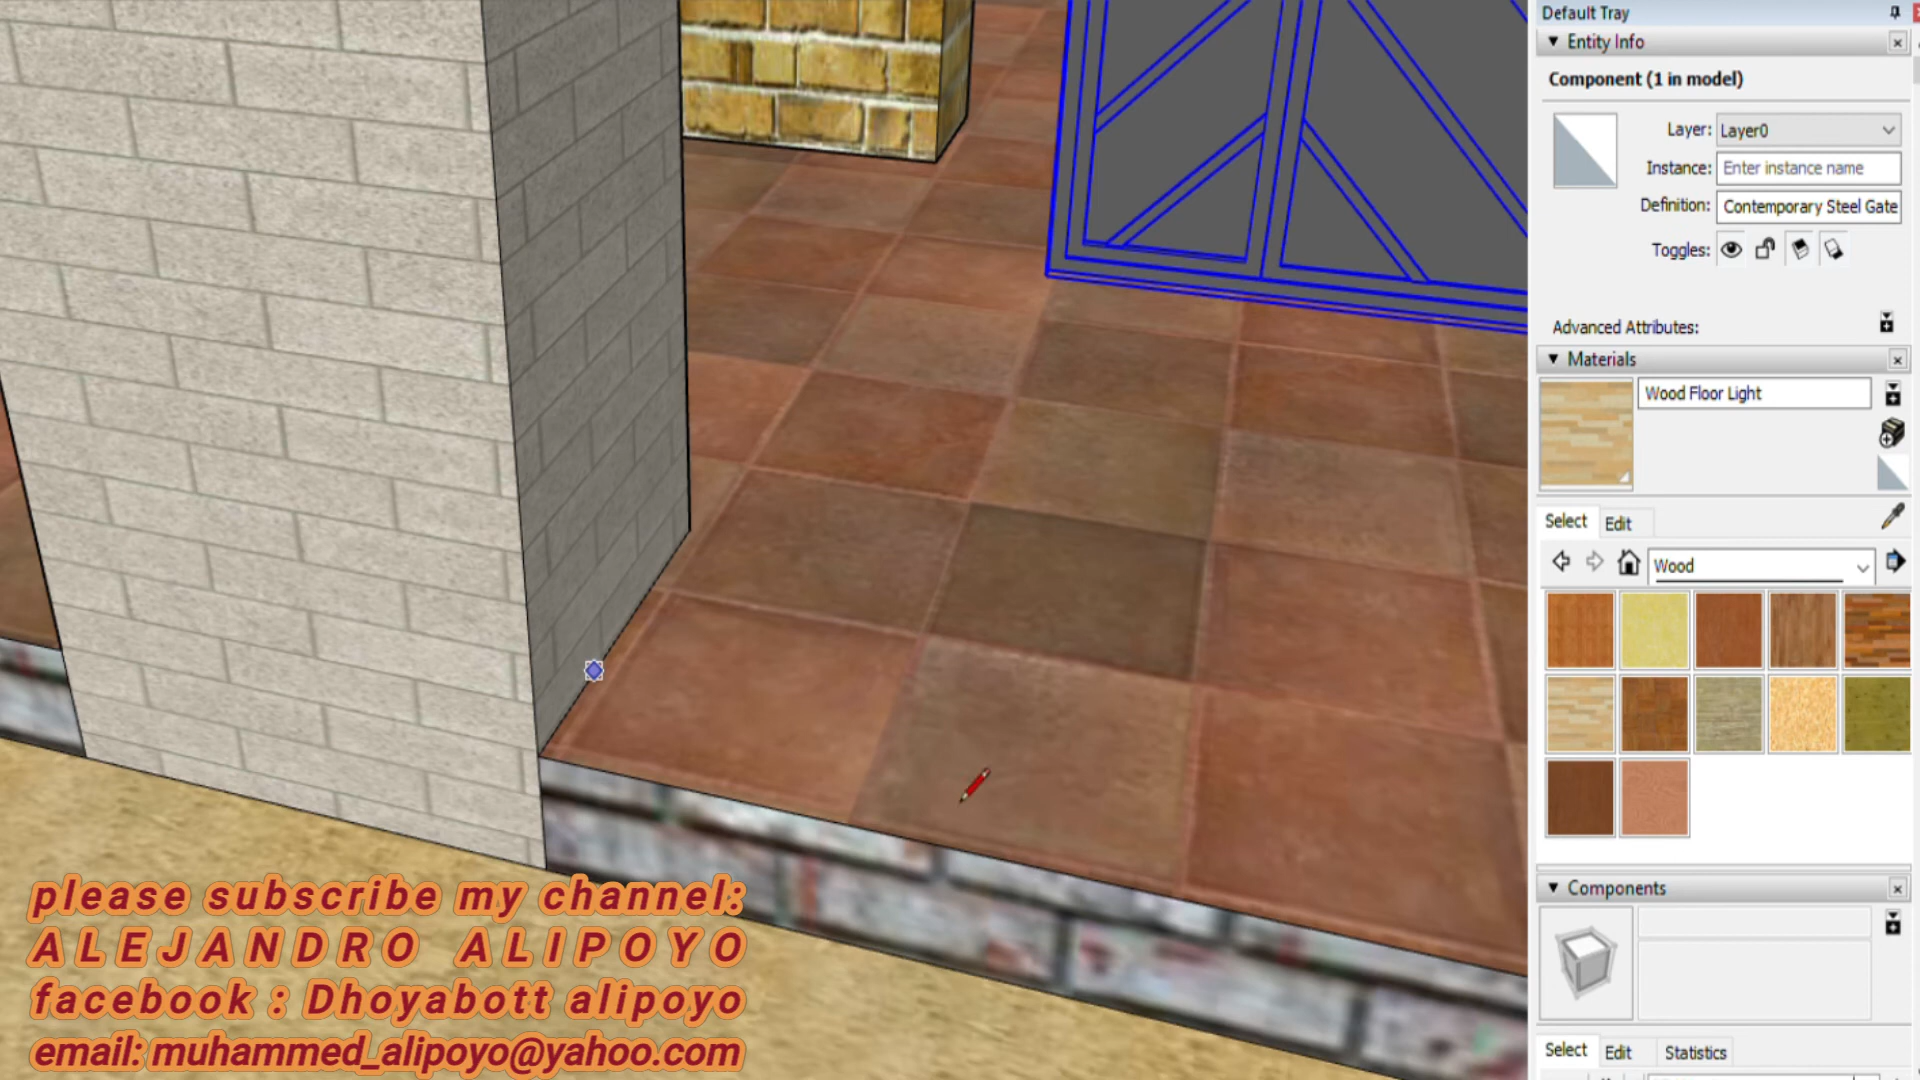 Default Tray
Entity Info
Component (1 in model)
Layer: Layer0
Instance: Enter instance name
Definition: Contemporary Steel Gate
Toggles:
Advanced Attributes:
Materials
Wood Floor Light
Select Edit
Wood
Components
Select Edit Statistics
please subscribe my channel:
ALEJANDRO ALIPOYO
facebook : Dhoyabott alipoyo
email: muhammed_alipoyo@yahoo.com